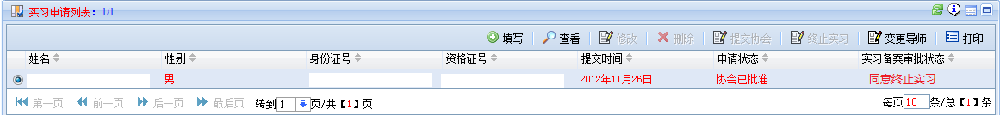 实习申请列表：1/1
填写 查看 修改 删除 提交协会 终止实习 变更导师 打印
姓名 性别 身份证号 资格证号 提交时间 申请状态 实习备案审批状态
男 2012年11月26日 协会已批准 同意终止实习
第一页 前一页 后一页 最后页 转到 1 页/共【1】页 每页 10 条/总【1】条